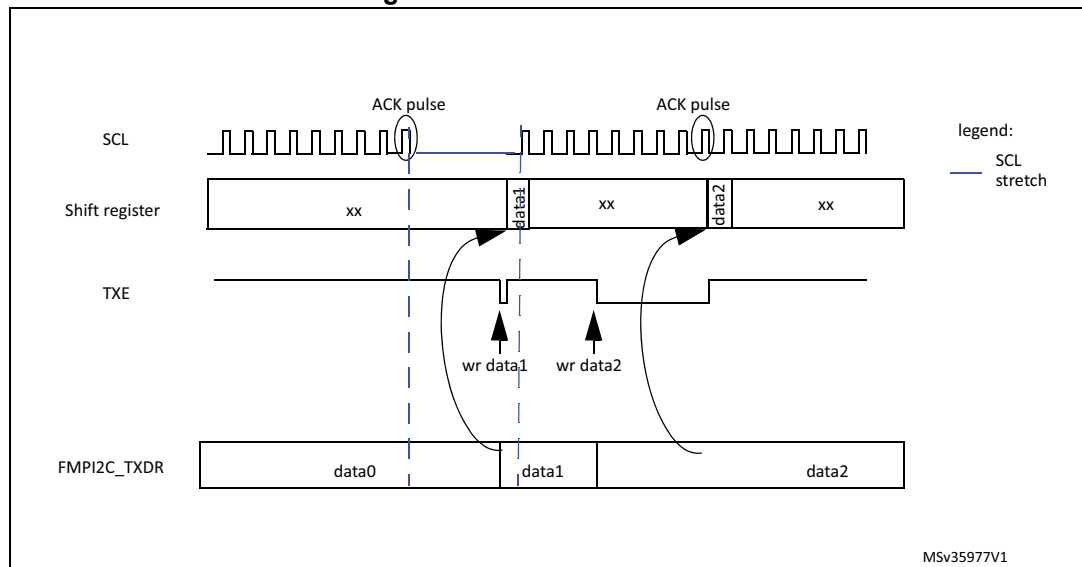 g
ACK pulse ACK pulse
SCL
legend:
SCL
stretch
Shift register
xx
data1
xx
data2
xx
TXE
wr data1 wr data2
FMPI2C_TXDR
data0 data1 data2
MSv35977V1